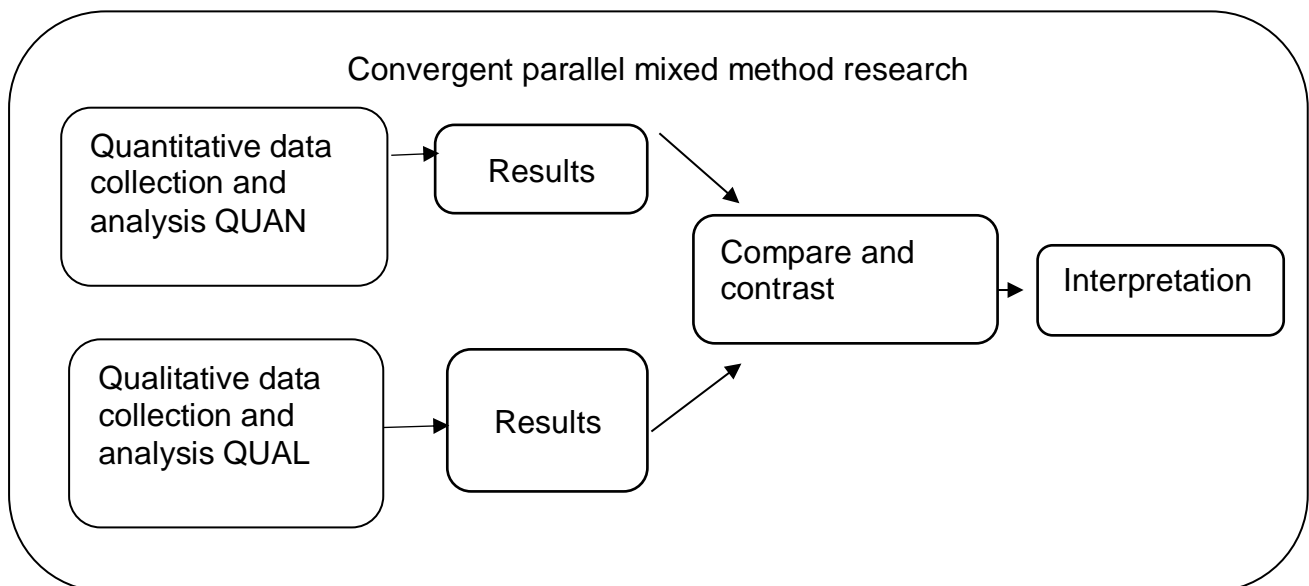 Convergent parallel mixed method research
Quantitative data
collection and
analysis QUAN
Results
Compare and
contrast
Interpretation
Qualitative data
collection and
analysis QUAL
Results